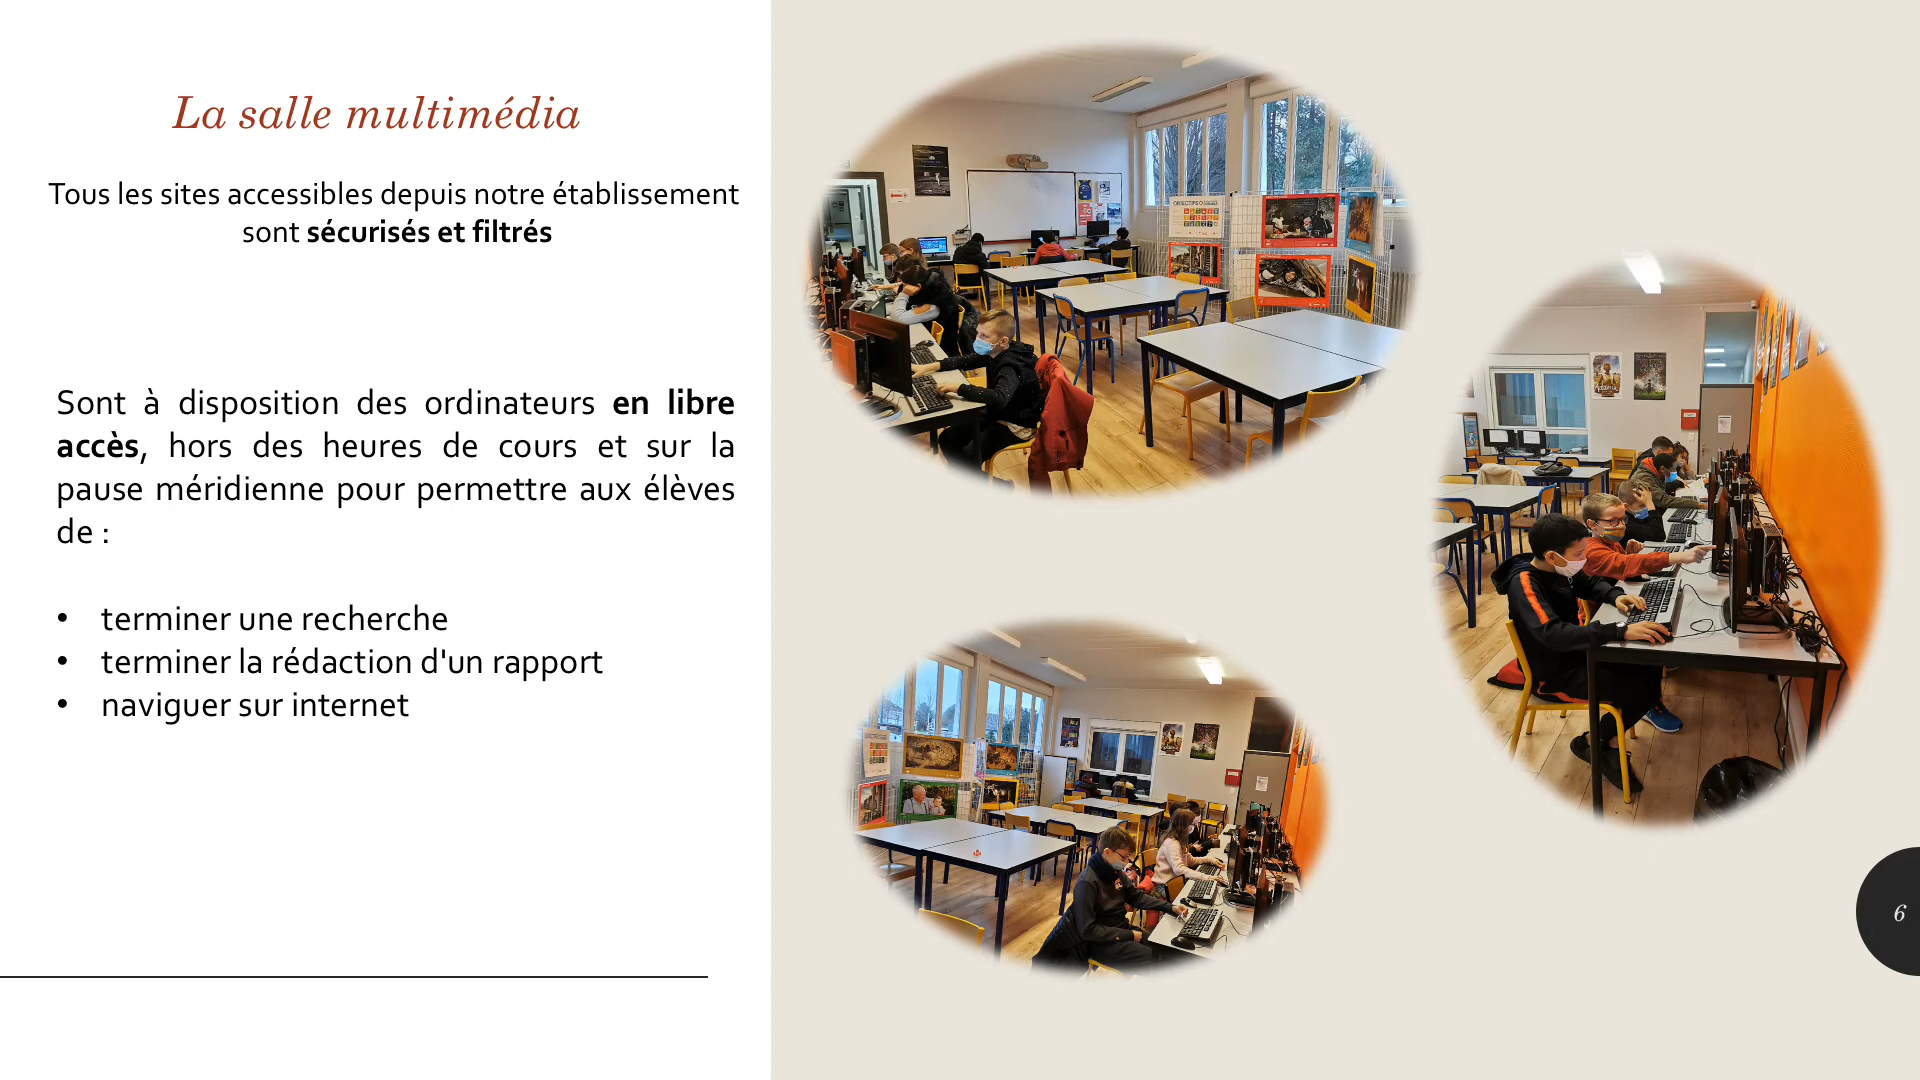 La salle multimédia
Tous les sites accessibles depuis notre établissement
sont sécurisés et filtrés
Sont à disposition des ordinateurs en libre
accès, hors des heures de cours et sur la
pause méridienne pour permettre aux élèves
de :
• terminer une recherche
• terminer la rédaction d'un rapport
• naviguer sur internet
6